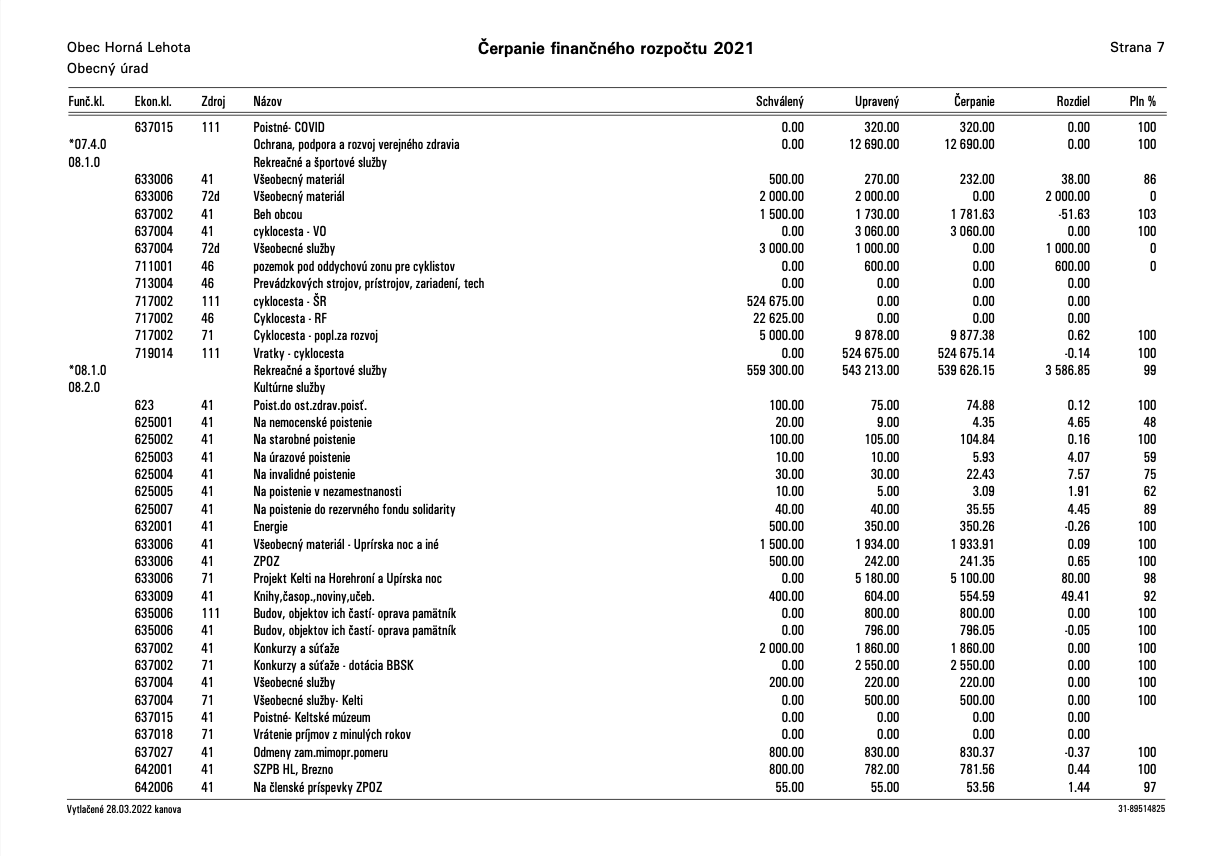 Obec Horná Lehota Čerpanie finančného rozpočtu 2021 Strana 7
Obecný úrad
Funč.kl. Ekon.kl. Zdroj Názov Schválený Upravený Čerpanie Rozdiel Pln %
637015 111 Poistné- COVID 0.00 320.00 320.00 0.00 100
*07.4.0 Ochrana, podpora a rozvoj verejného zdravia 0.00 12 690.00 12 690.00 0.00 100
08.1.0 Rekreačné a športové služby
633006 41 Všeobecný materiál 500.00 270.00 232.00 38.00 86
633006 72d Všeobecný materiál 2 000.00 2 000.00 0.00 2 000.00 0
637002 41 Beh obcou 1 500.00 1 730.00 1 781.63 -51.63 103
637004 41 cyklocesta - VO 0.00 3 060.00 3 060.00 0.00 100
637004 72d Všeobecné služby 3 000.00 1 000.00 0.00 1 000.00 0
711001 46 pozemok pod oddychovú zonu pre cyklistov 0.00 600.00 0.00 600.00 0
713004 46 Prevádzkových strojov, prístrojov, zariadení, tech 0.00 0.00 0.00 0.00
717002 111 cyklocesta - ŠR 524 675.00 0.00 0.00 0.00
717002 46 Cyklocesta - RF 22 625.00 0.00 0.00 0.00
717002 71 Cyklocesta - popl.za rozvoj 5 000.00 9 878.00 9 877.38 0.62 100
719014 111 Vratky - cyklocesta 0.00 524 675.00 524 675.14 -0.14 100
*08.1.0 Rekreačné a športové služby 559 300.00 543 213.00 539 626.15 3 586.85 99
08.2.0 Kultúrne služby
623 41 Poist.do ost.zdrav.poisť. 100.00 75.00 74.88 0.12 100
625001 41 Na nemocenské poistenie 20.00 9.00 4.35 4.65 48
625002 41 Na starobné poistenie 100.00 105.00 104.84 0.16 100
625003 41 Na úrazové poistenie 10.00 10.00 5.93 4.07 59
625004 41 Na invalidné poistenie 30.00 30.00 22.43 7.57 75
625005 41 Na poistenie v nezamestnanosti 10.00 5.00 3.09 1.91 62
625007 41 Na poistenie do rezervného fondu solidarity 40.00 40.00 35.55 4.45 89
632001 41 Energie 500.00 350.00 350.26 -0.26 100
633006 41 Všeobecný materiál - Uprírska noc a iné 1 500.00 1 934.00 1 933.91 0.09 100
633006 41 ZPOZ 500.00 242.00 241.35 0.65 100
633006 71 Projekt Kelti na Horehroní a Upírska noc 0.00 5 180.00 5 100.00 80.00 98
633009 41 Knihy,časop.,noviny,učeb. 400.00 604.00 554.59 49.41 92
635006 111 Budov, objektov ich častí- oprava pamätník 0.00 800.00 800.00 0.00 100
635006 41 Budov, objektov ich častí- oprava pamätník 0.00 796.00 796.05 -0.05 100
637002 41 Konkurzy a súťaže 2 000.00 1 860.00 1 860.00 0.00 100
637002 71 Konkurzy a súťaže - dotácia BBSK 0.00 2 550.00 2 550.00 0.00 100
637004 41 Všeobecné služby 200.00 220.00 220.00 0.00 100
637004 71 Všeobecné služby- Kelti 0.00 500.00 500.00 0.00 100
637015 41 Poistné- Keltské múzeum 0.00 0.00 0.00 0.00
637018 71 Vrátenie príjmov z minulých rokov 0.00 0.00 0.00 0.00
637027 41 Odmeny zam.mimopr.pomeru 800.00 830.00 830.37 -0.37 100
642001 41 SZPB HL, Brezno 800.00 782.00 781.56 0.44 100
642006 41 Na členské príspevky ZPOZ 55.00 55.00 53.56 1.44 97
Vytlačené 28.03.2022 kanova 31-89514825